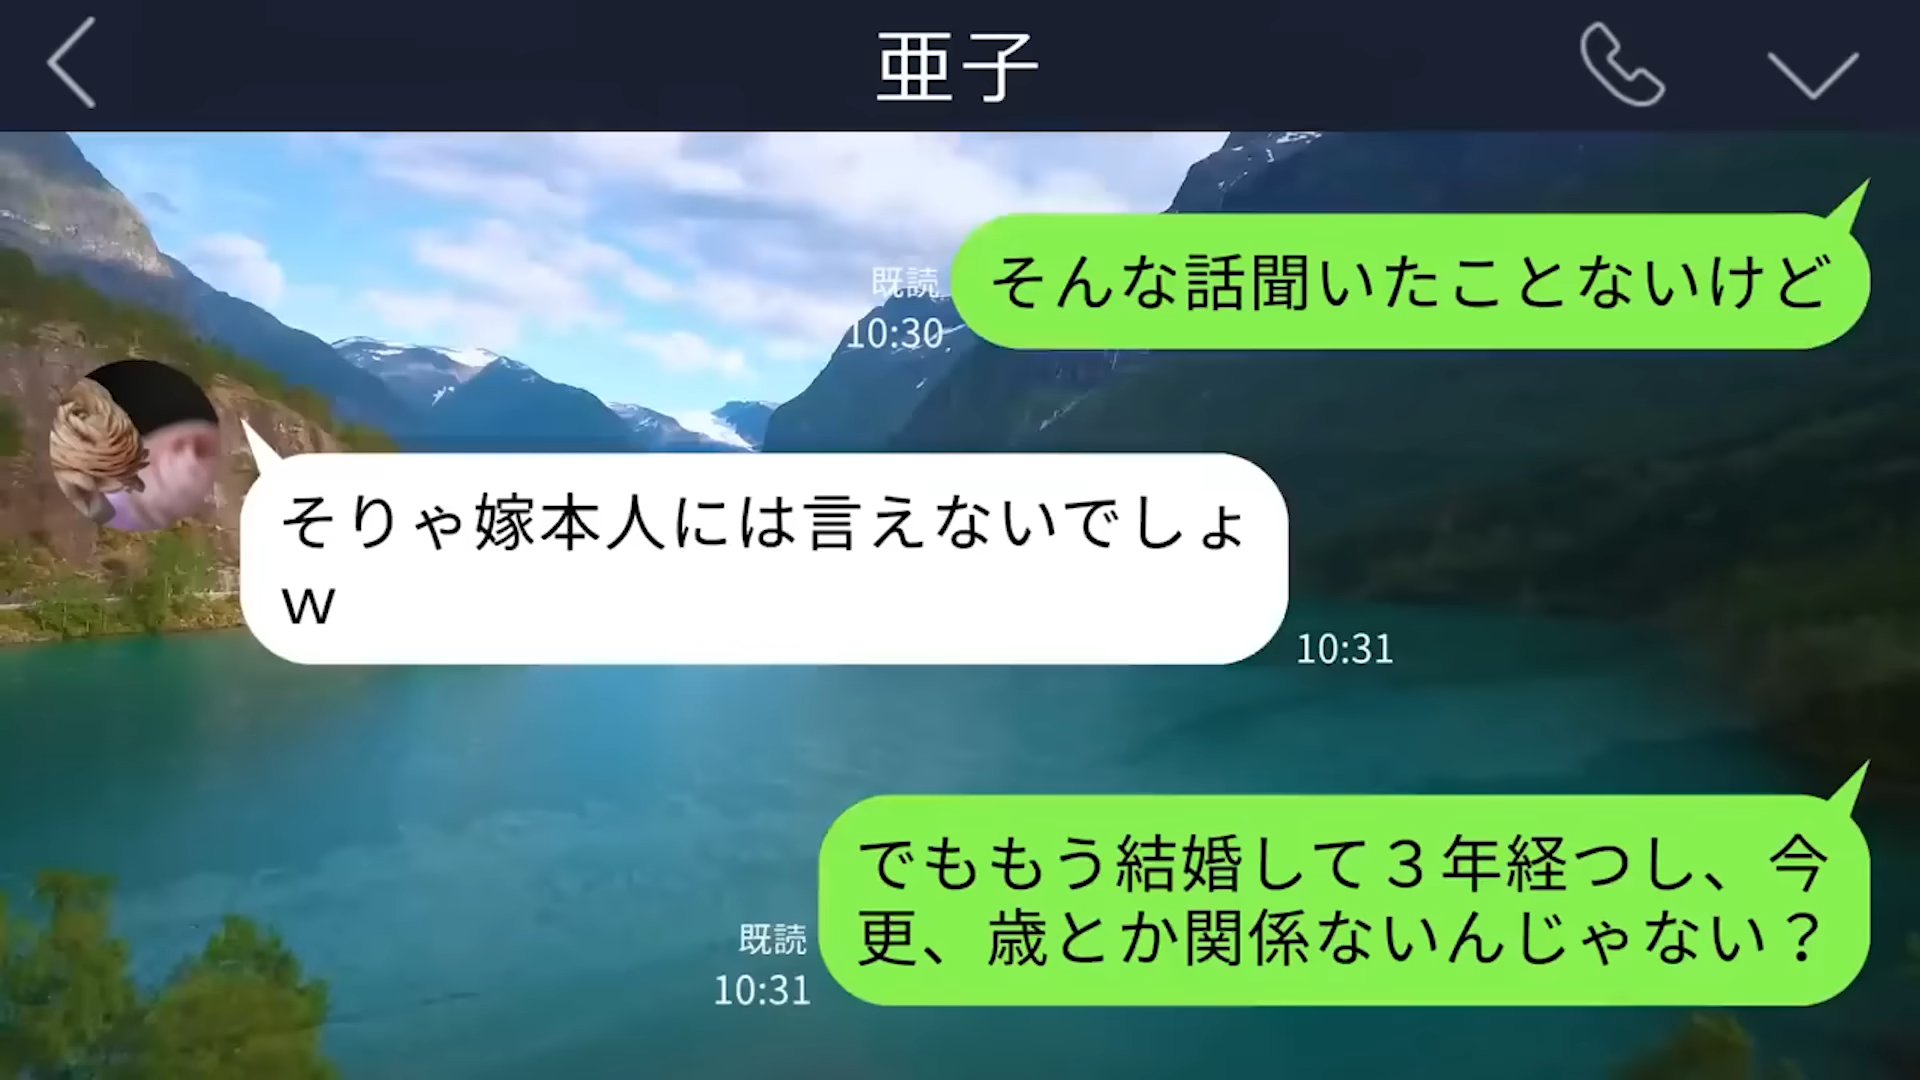 亜子
そんな話聞いたことないけど
既読
10:30
そりゃ嫁本人には言えないでしょ
w
10:31
でももう結婚して３年経つし、今
更、歳とか関係ないんじゃない？
既読
10:31